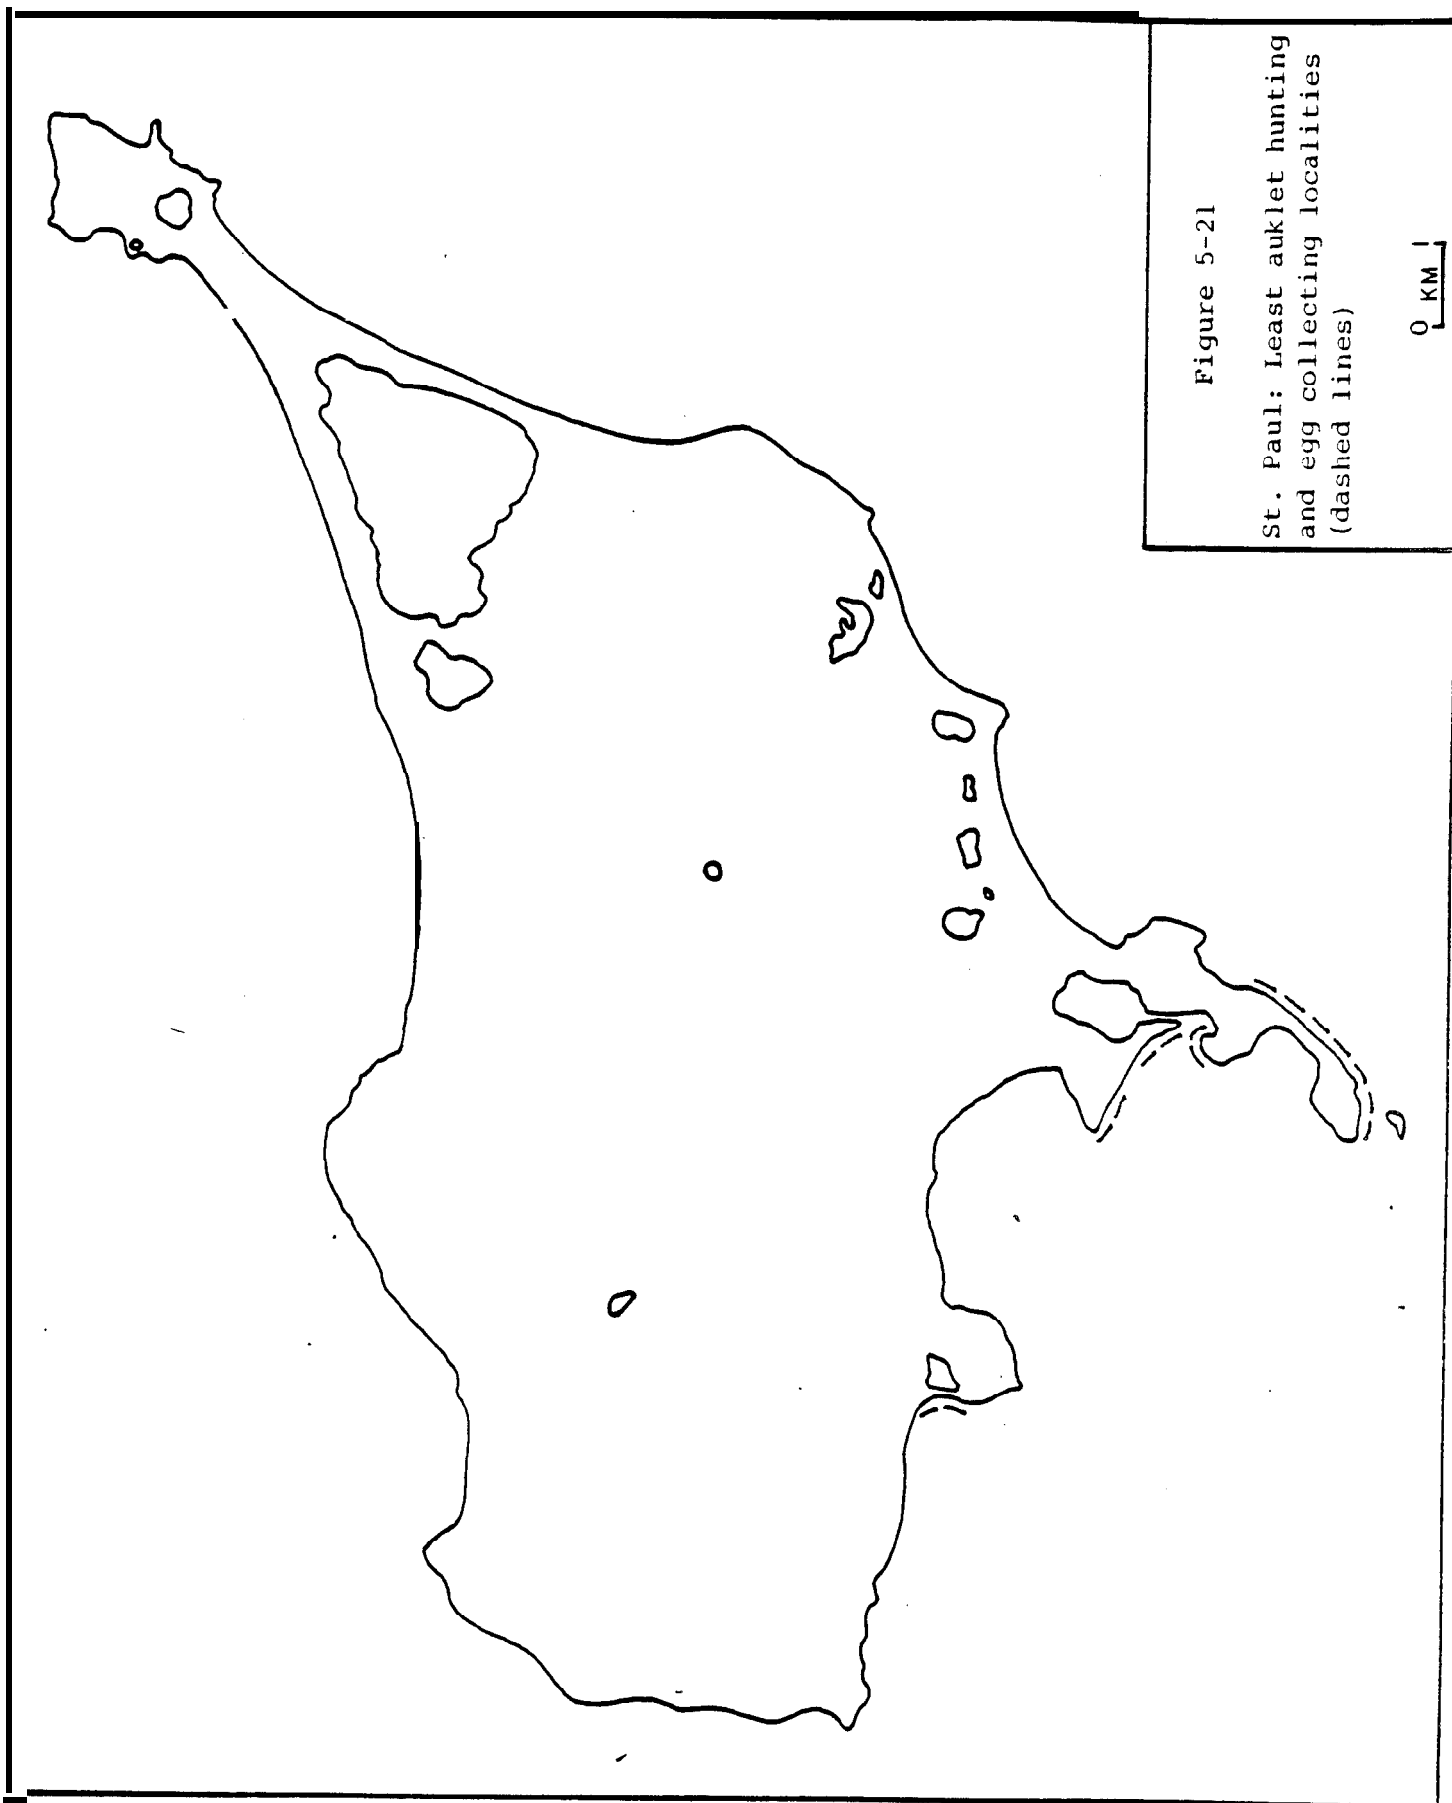 Figure 5-21
St. Paul: Least auklet hunting
and egg collecting localities
(dashed lines)
0 KM 1